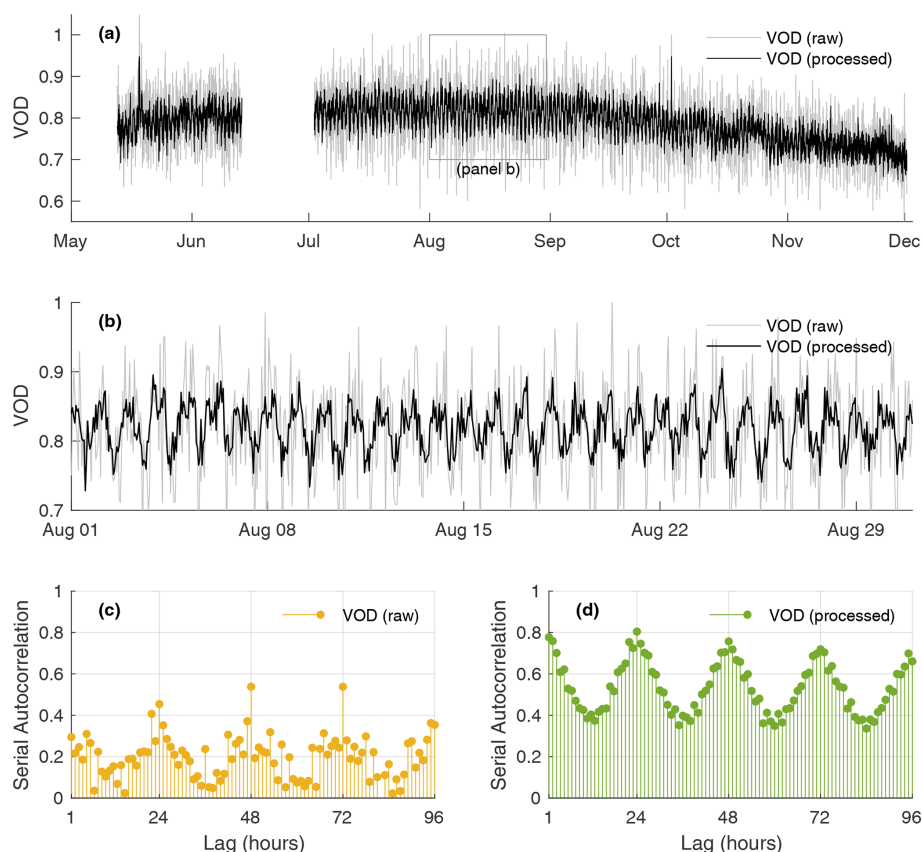 (a)
VOD (raw)
VOD (processed)
1
0.9
0.8
0.7
0.6
VOD
(panel b)
May Jun Jul Aug Sep Oct Nov Dec
(b)
VOD (raw)
VOD (processed)
1
0.9
0.8
0.7
VOD
Aug 01 Aug 08 Aug 15 Aug 22 Aug 29
(c)
VOD (raw)
1
0.8
0.6
0.4
0.2
0
Serial Autocorrelation
1 24 48 72 96
Lag (hours)
(d)
VOD (processed)
1
0.8
0.6
0.4
0.2
0
Serial Autocorrelation
1 24 48 72 96
Lag (hours)